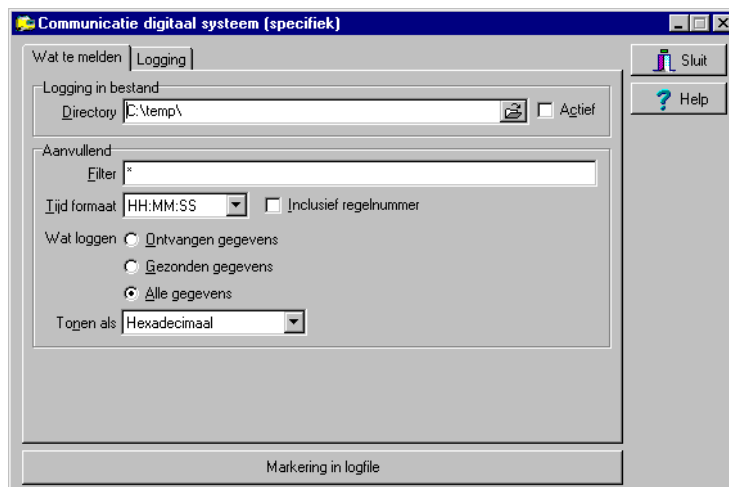 Communicatie digitaal systeem (specifiek)
Wat te melden
Logging
Sluit
Help
Logging in bestand
Directory C:\temp\ Actief
Aanvullend
Filter *
Tijd formaat HH:MM:SS Inclusief regelnummer
Wat loggen Ontvangen gegevens
Gezonden gegevens
Alle gegevens
Tonen als Hexadecimaal
Markering in logfile